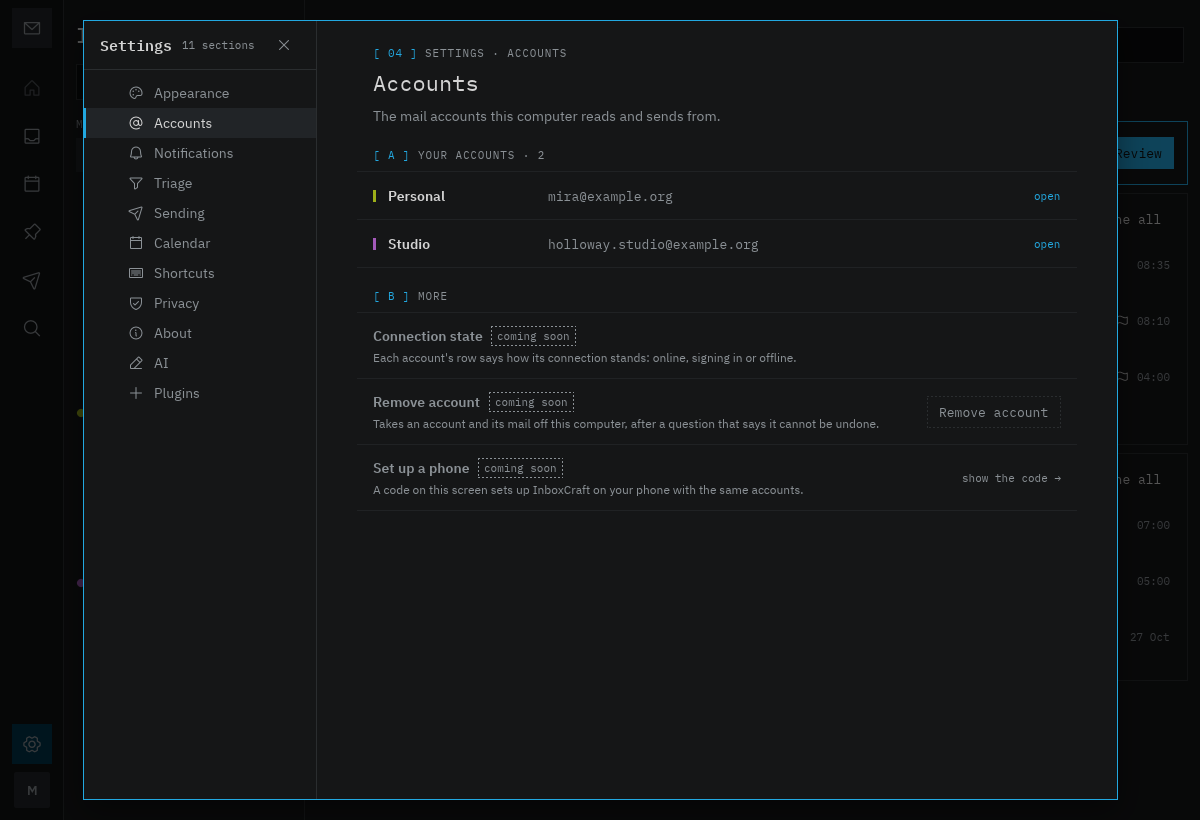 Settings 11 sections
Appearance
Accounts
Notifications
Triage
Sending
Calendar
Shortcuts
Privacy
About
AI
Plugins
[ 04 ] SETTINGS · ACCOUNTS
Accounts
The mail accounts this computer reads and sends from.
[ A ] YOUR ACCOUNTS · 2
Personal mira@example.org open
Studio holloway.studio@example.org open
[ B ] MORE
Connection state coming soon
Each account's row says how its connection stands: online, signing in or offline.
Remove account coming soon
Takes an account and its mail off this computer, after a question that says it cannot be undone.
Remove account
Set up a phone coming soon
A code on this screen sets up InboxCraft on your phone with the same accounts.
show the code →
Review
all
08:35
08:10
04:00
all
07:00
05:00
27 Oct
M